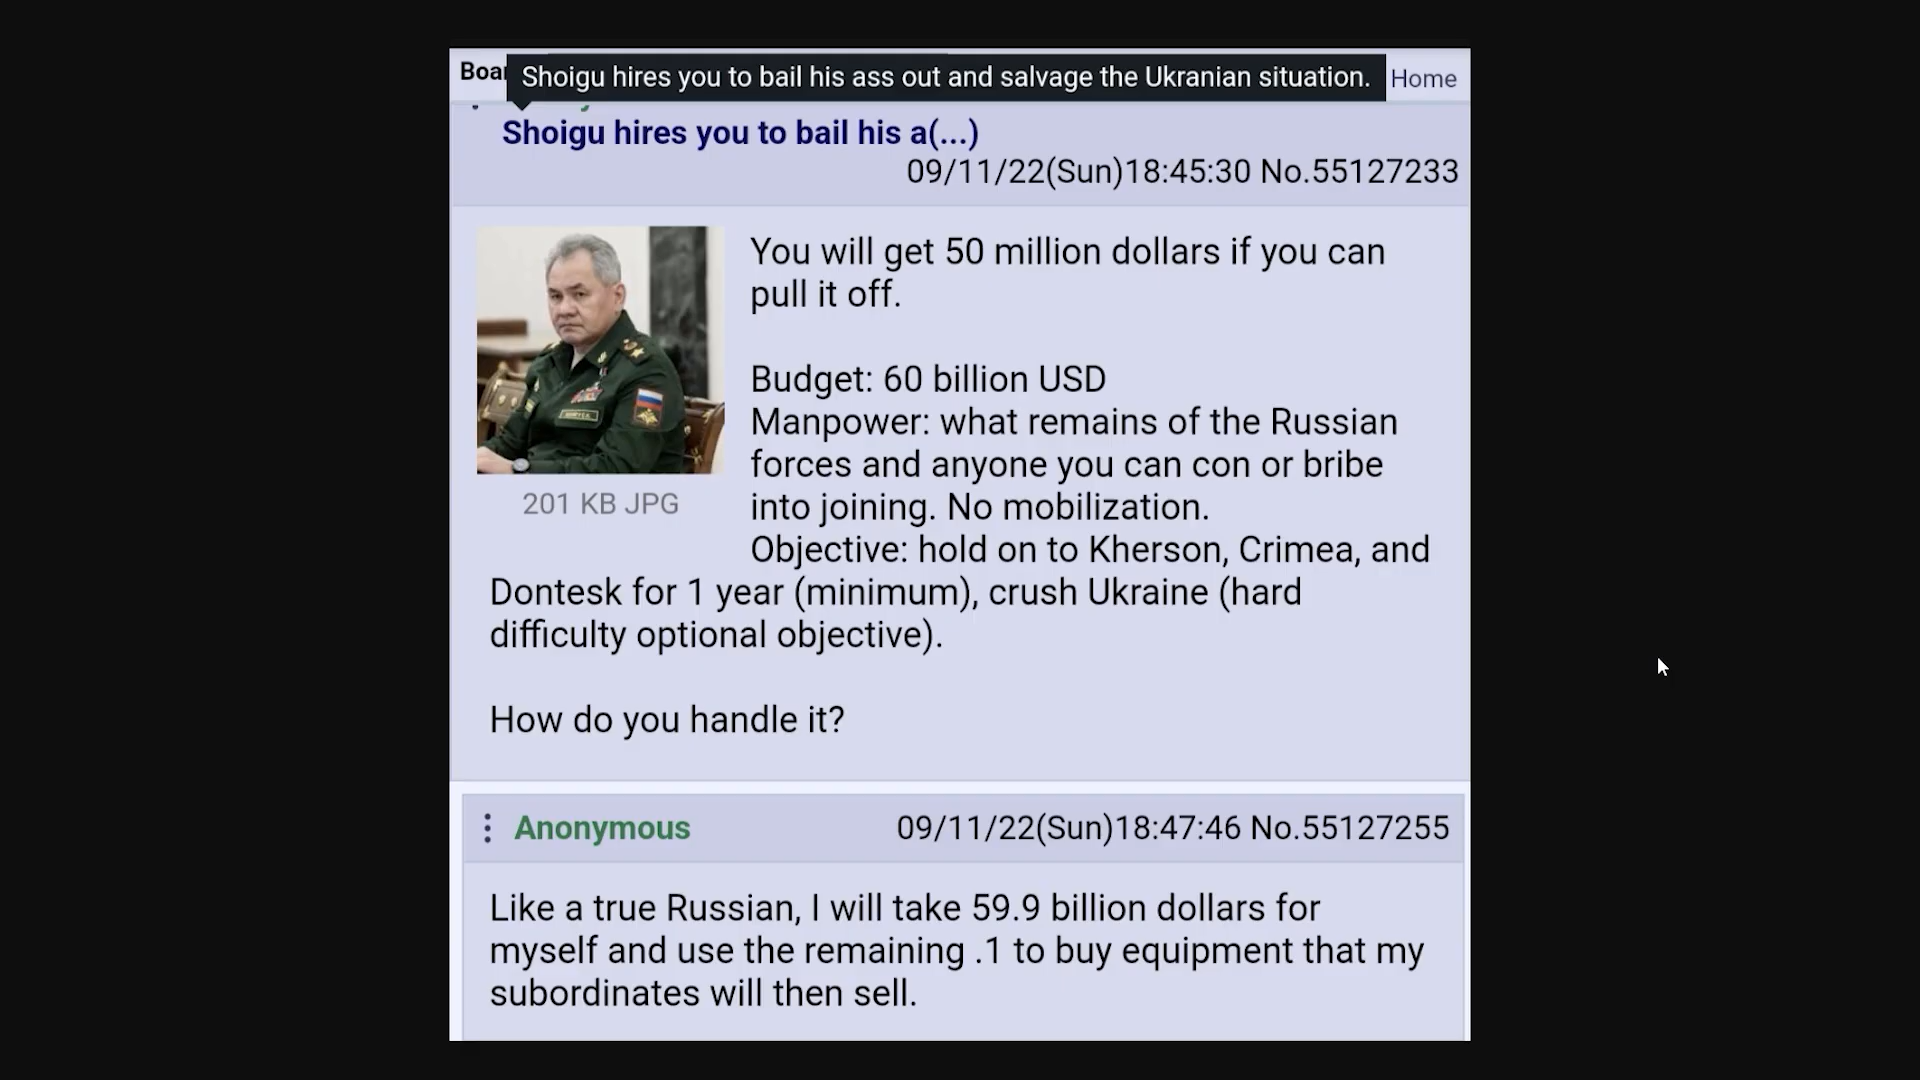 Boar
Shoigu hires you to bail his ass out and salvage the Ukranian situation.
Home
Shoigu hires you to bail his a(...)
09/11/22(Sun)18:45:30 No.55127233
You will get 50 million dollars if you can
pull it off.
Budget: 60 billion USD
Manpower: what remains of the Russian
forces and anyone you can con or bribe
into joining. No mobilization.
Objective: hold on to Kherson, Crimea, and
Dontesk for 1 year (minimum), crush Ukraine (hard
difficulty optional objective).
How do you handle it?
201 KB JPG
Anonymous
09/11/22(Sun)18:47:46 No.55127255
Like a true Russian, I will take 59.9 billion dollars for
myself and use the remaining .1 to buy equipment that my
subordinates will then sell.